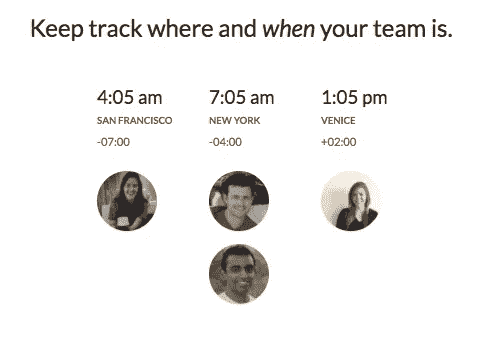 Keep track where and when your team is.
4:05 am 7:05 am 1:05 pm
SAN FRANCISCO NEW YORK VENICE
-07:00 -04:00 +02:00